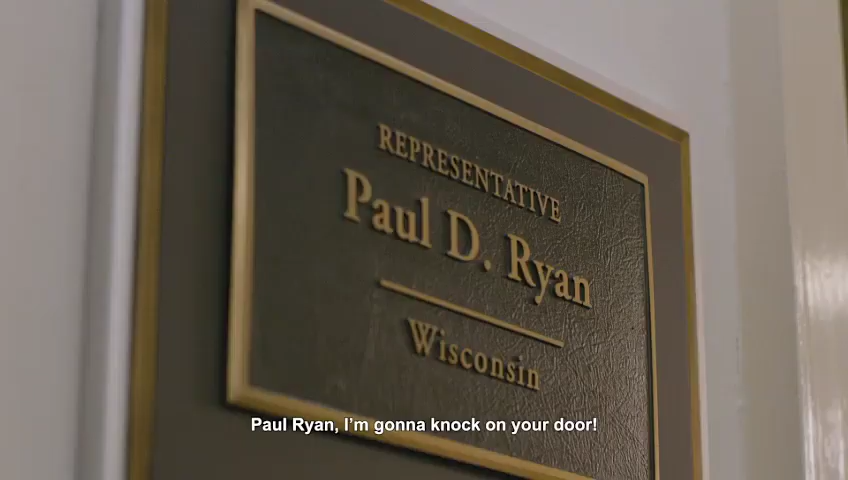 REPRESENTATIVE
Paul D. Ryan
Wisconsin
Paul Ryan, I'm gonna knock on your door!